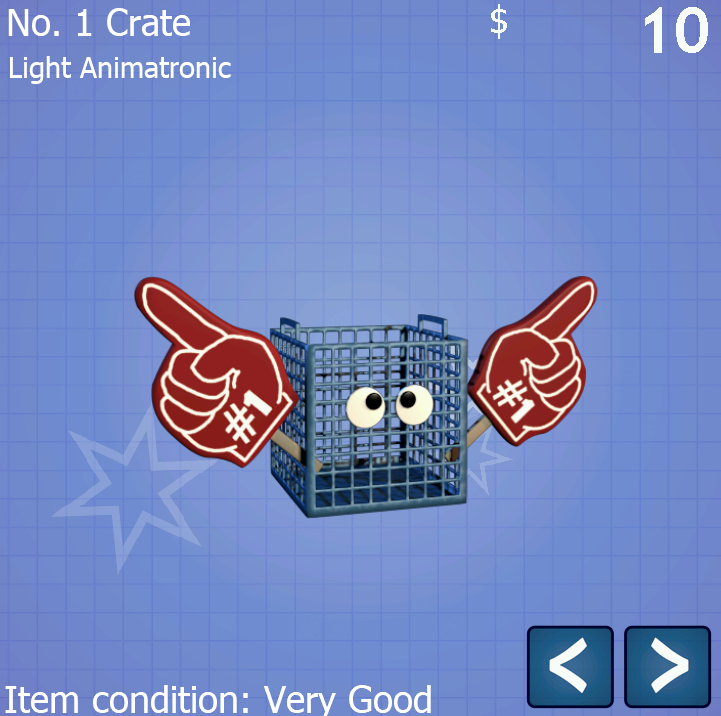 No. 1 Crate
$ 10
Light Animatronic
#1
#1
< >
Item condition: Very Good